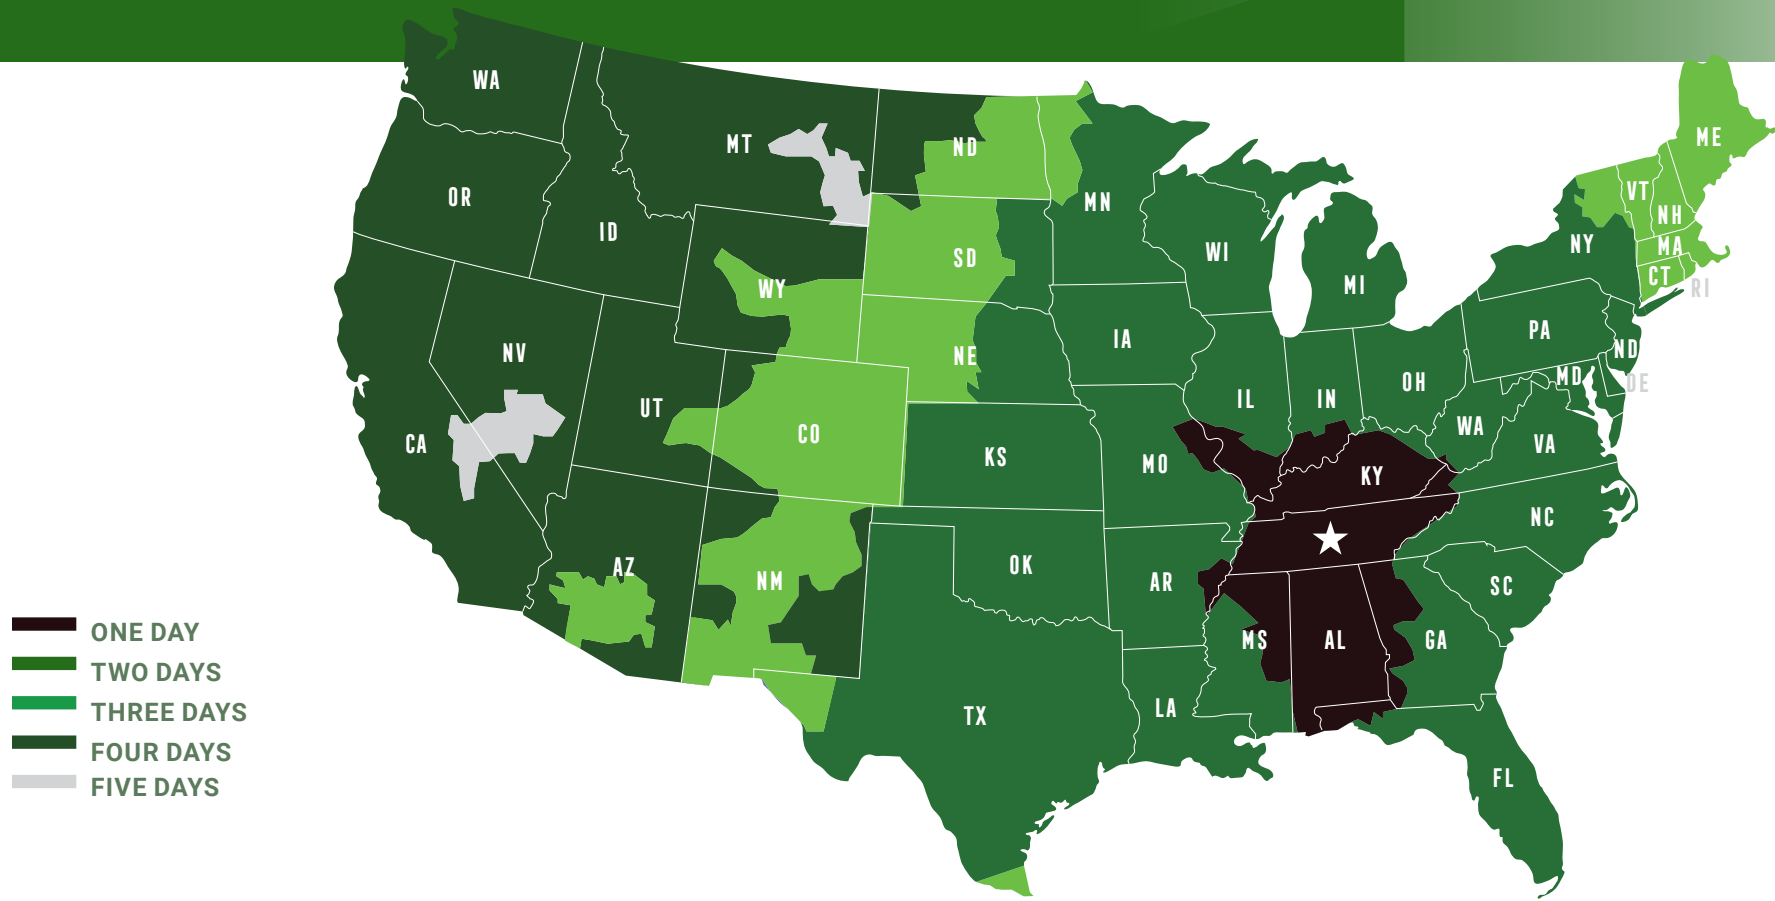 WA
ME
MT
ND
VT
OR
MN
NH
ID
NY
MA
WI
SD
CT
MI
WY
RI
PA
IA
NV
ND
NE
MD
OH
DE
IL
IN
UT
WA
CO
CA
VA
KS
MO
KY
NC
OK
AZ
NM
AR
SC
ONE DAY
MS
AL
GA
TWO DAYS
LA
THREE DAYS
TX
FOUR DAYS
FL
FIVE DAYS